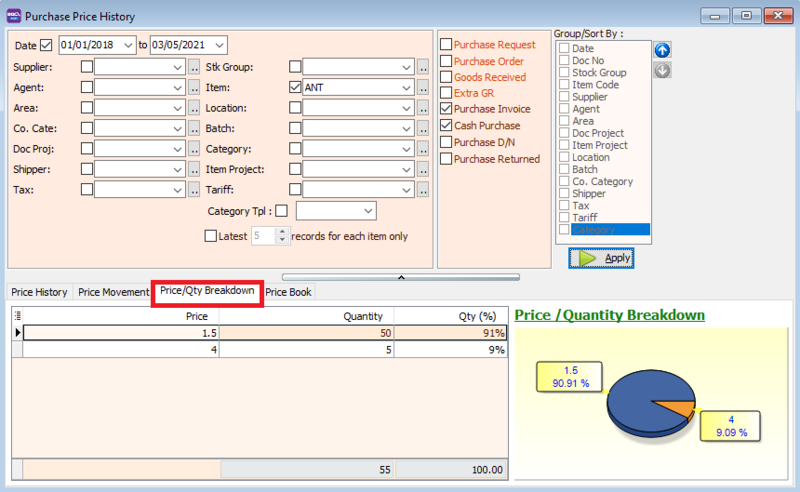 Purchase Price History
Date 01/01/2018 to 03/05/2021
Supplier: .. Stk Group: ..
Agent: .. Item: ANT ..
Area: .. Location: ..
Co. Cate: .. Batch: ..
Doc Proj: .. Category: ..
Shipper: .. Item Project: ..
Tax: .. Tariff: ..
Category Tpl :
Latest 5 records for each item only
Purchase Request
Purchase Order
Goods Received
Extra GR
Purchase Invoice
Cash Purchase
Purchase D/N
Purchase Returned
Group/Sort By :
Date
Doc No
Stock Group
Item Code
Supplier
Agent
Area
Doc Project
Item Project
Location
Batch
Co. Category
Shipper
Tax
Tariff
Category
Apply
Price History Price Movement Price/Qty Breakdown Price Book
Price Quantity Qty (%)
1.5 50 91%
4 5 9%
55 100.00
Price /Quantity Breakdown
1.5
90.91 %
4
9.09 %